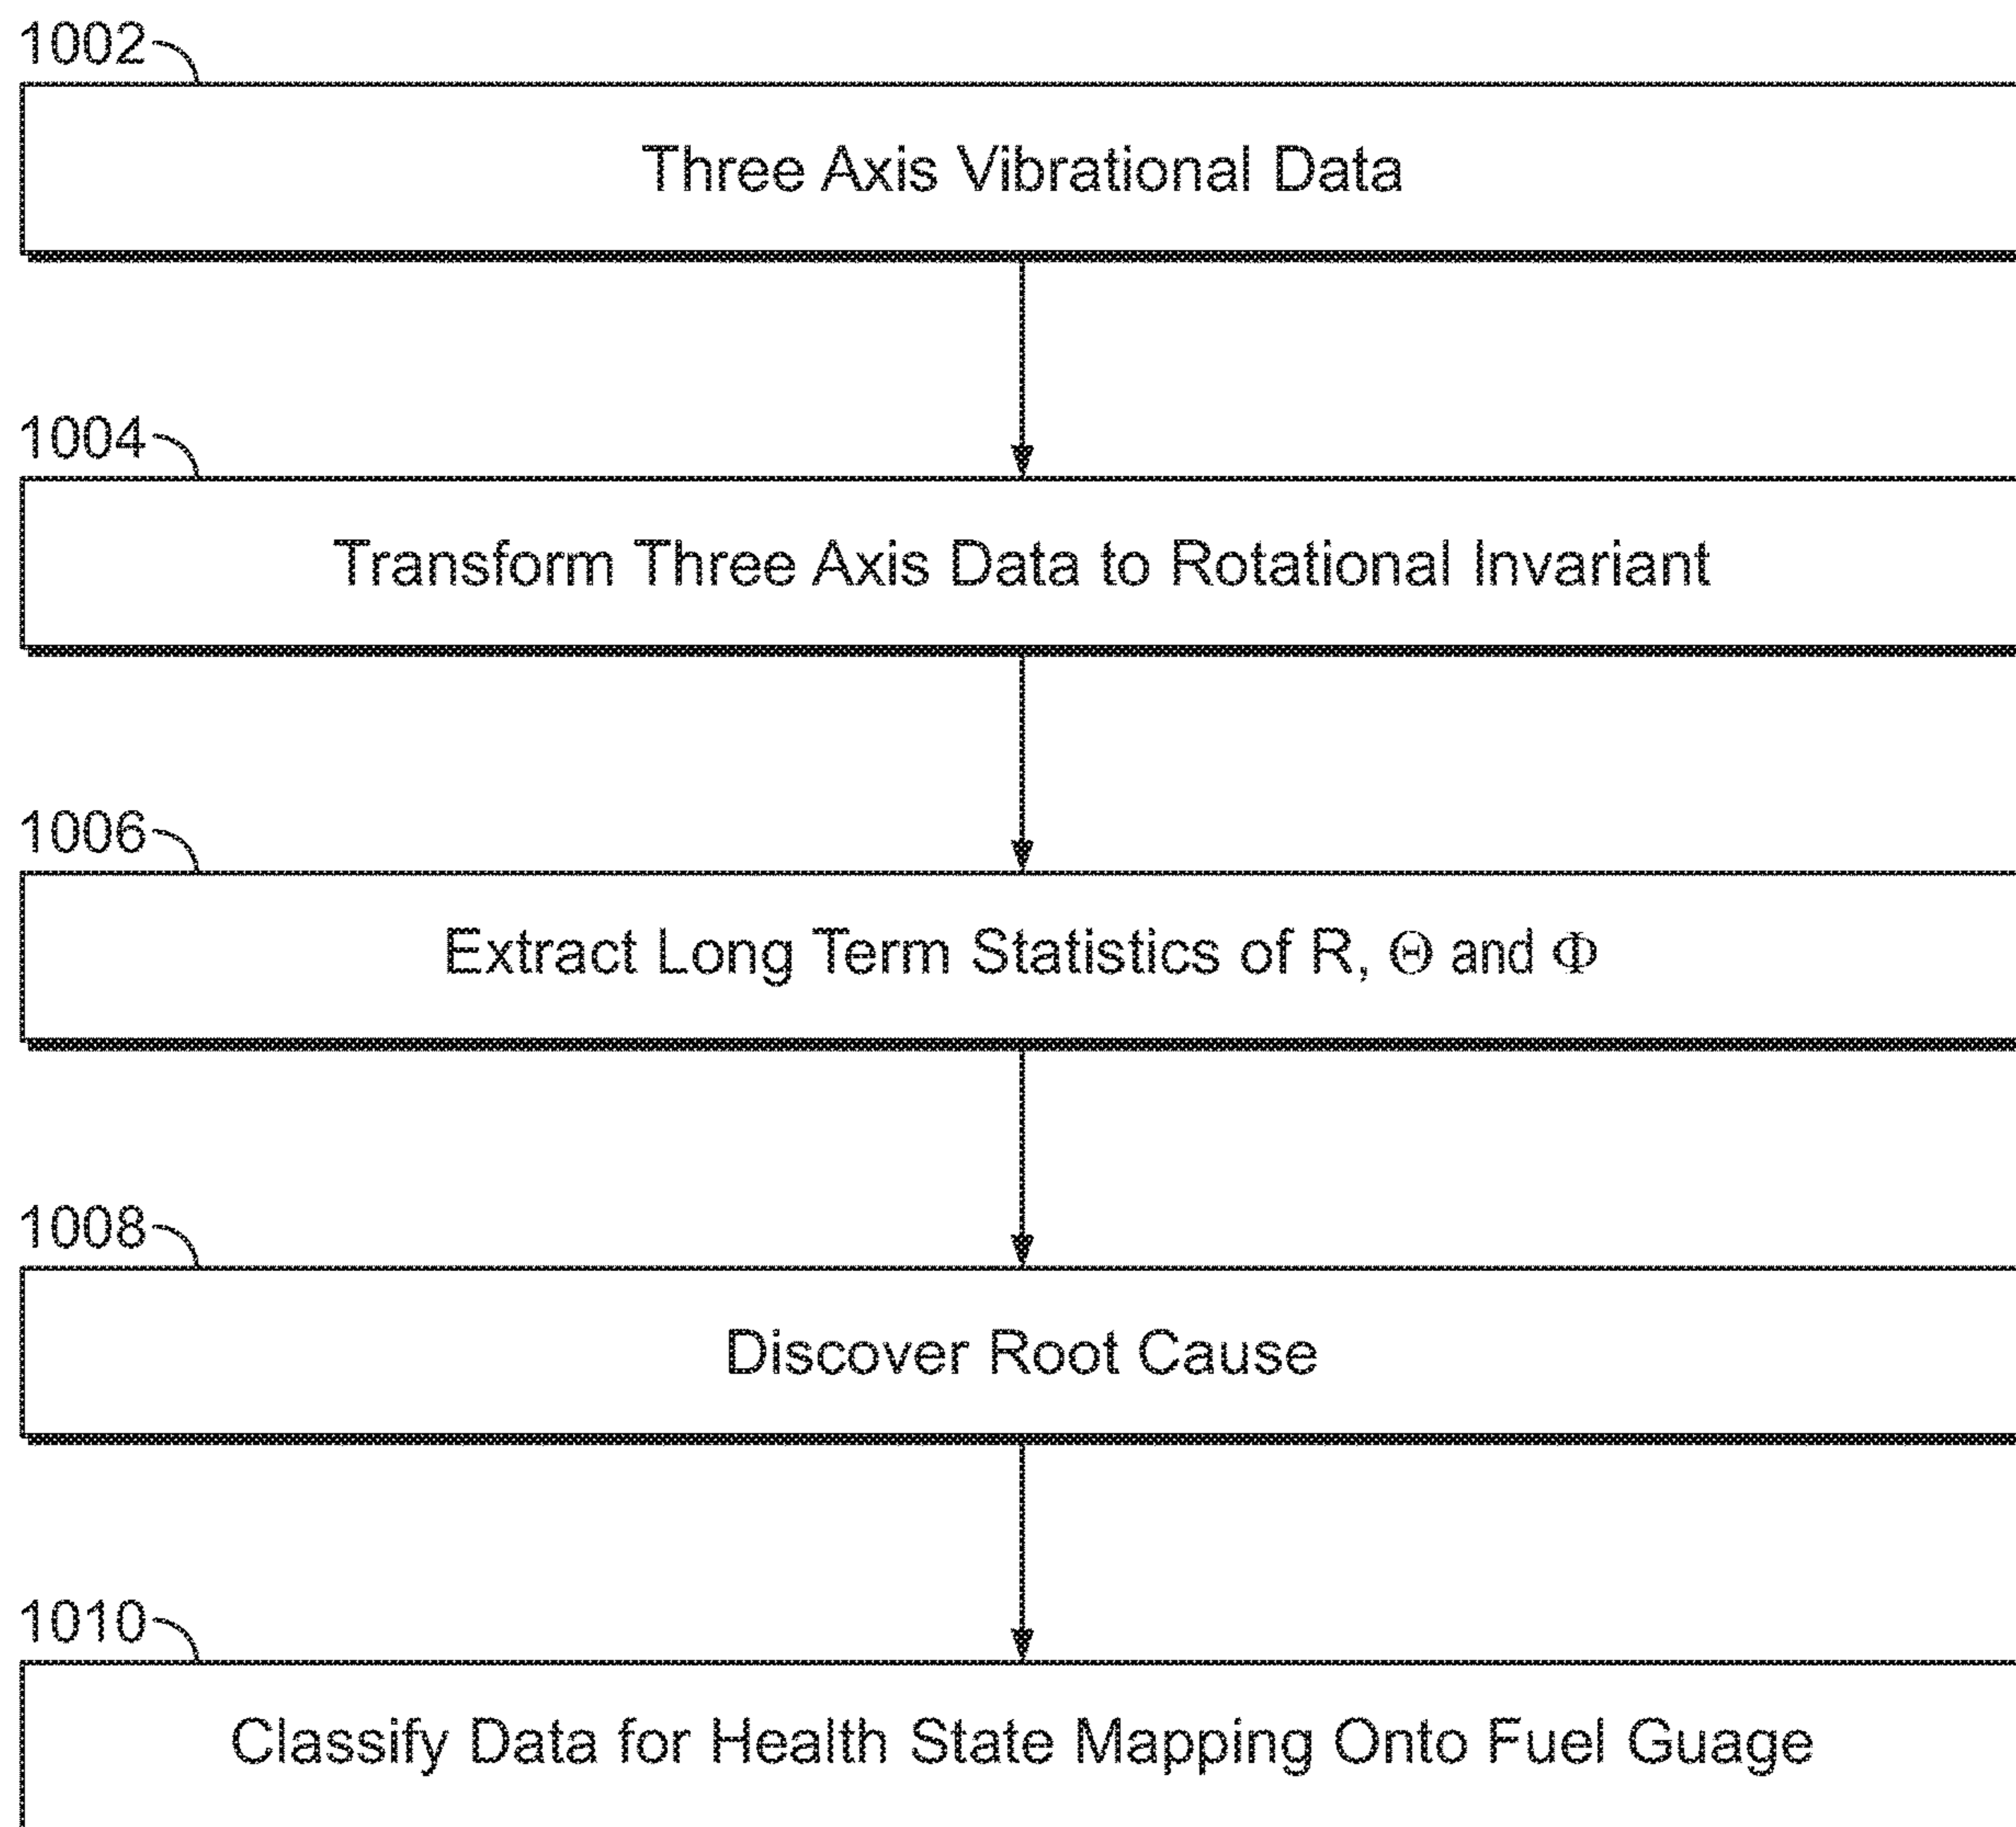 1002
Three Axis Vibrational Data
1004
Transform Three Axis Data to Rotational Invariant
1006
Extract Long Term Statistics of R, Θ and Φ
1008
Discover Root Cause
1010
Classify Data for Health State Mapping Onto Fuel Guage